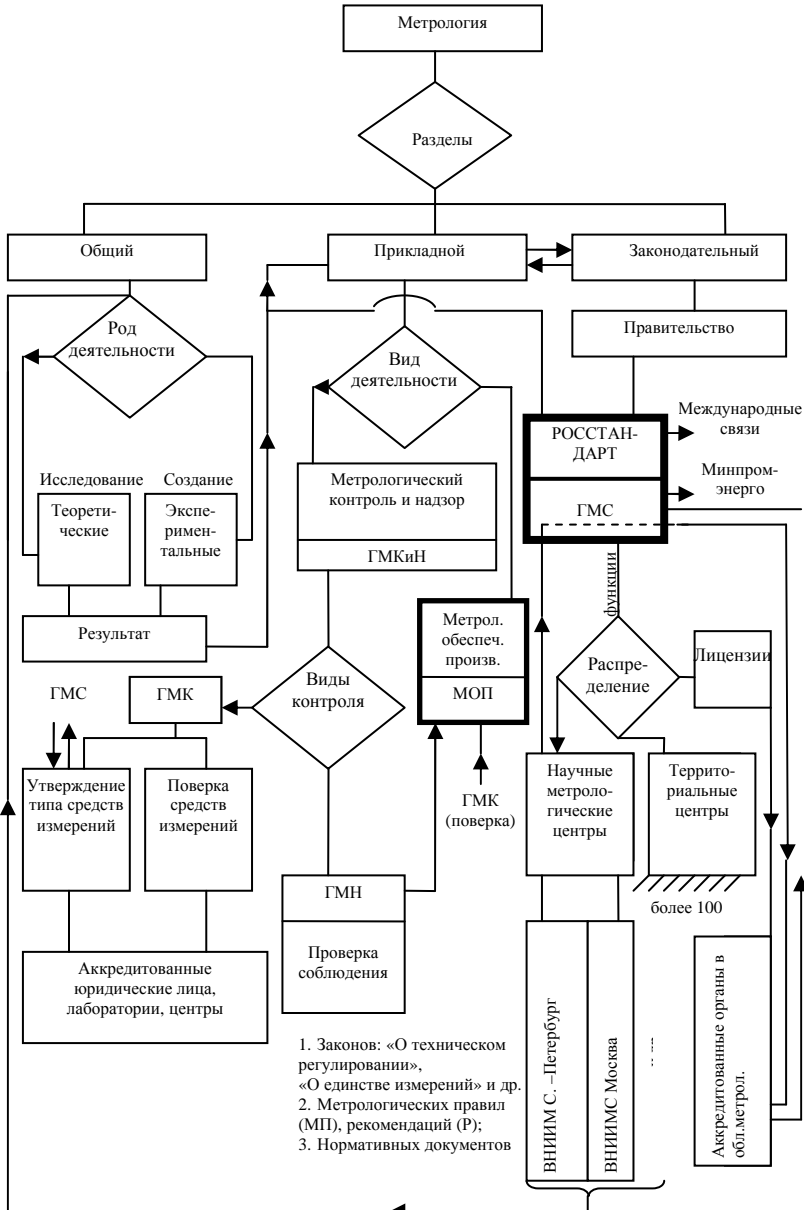 Метрология
Разделы
Общий
Прикладной
Законодательный
Род
деятельности
Вид
деятельности
Правительство
Международные
связи
РОССТАН-
ДАРТ
Минпром-
энерго
ГМС
Исследование
Создание
Теорети-
ческие
Экспе-
римен-
тальные
Метрологический
контроль и надзор
ГМКиН
функции
Результат
Метрол.
обеспеч.
произв.
МОП
Распре-
деление
Лицензии
ГМС
ГМК
Виды
контроля
Утверждение
типа средств
измерений
Поверка
средств
измерений
ГМК
(поверка)
Научные
метроло-
гические
центры
Террито-
риальные
центры
более 100
ГМН
Проверка
соблюдения
Аккредитованные
юридические лица,
лаборатории, центры
1. Законов: «О техническом
регулировании»,
«О единстве измерений» и др.
2. Метрологических правил
(МП), рекомендаций (Р);
3. Нормативных документов
ВНИИМ С. –Петербург
ВНИИМС Москва
Аккредитованные органы в
обл.метрол.